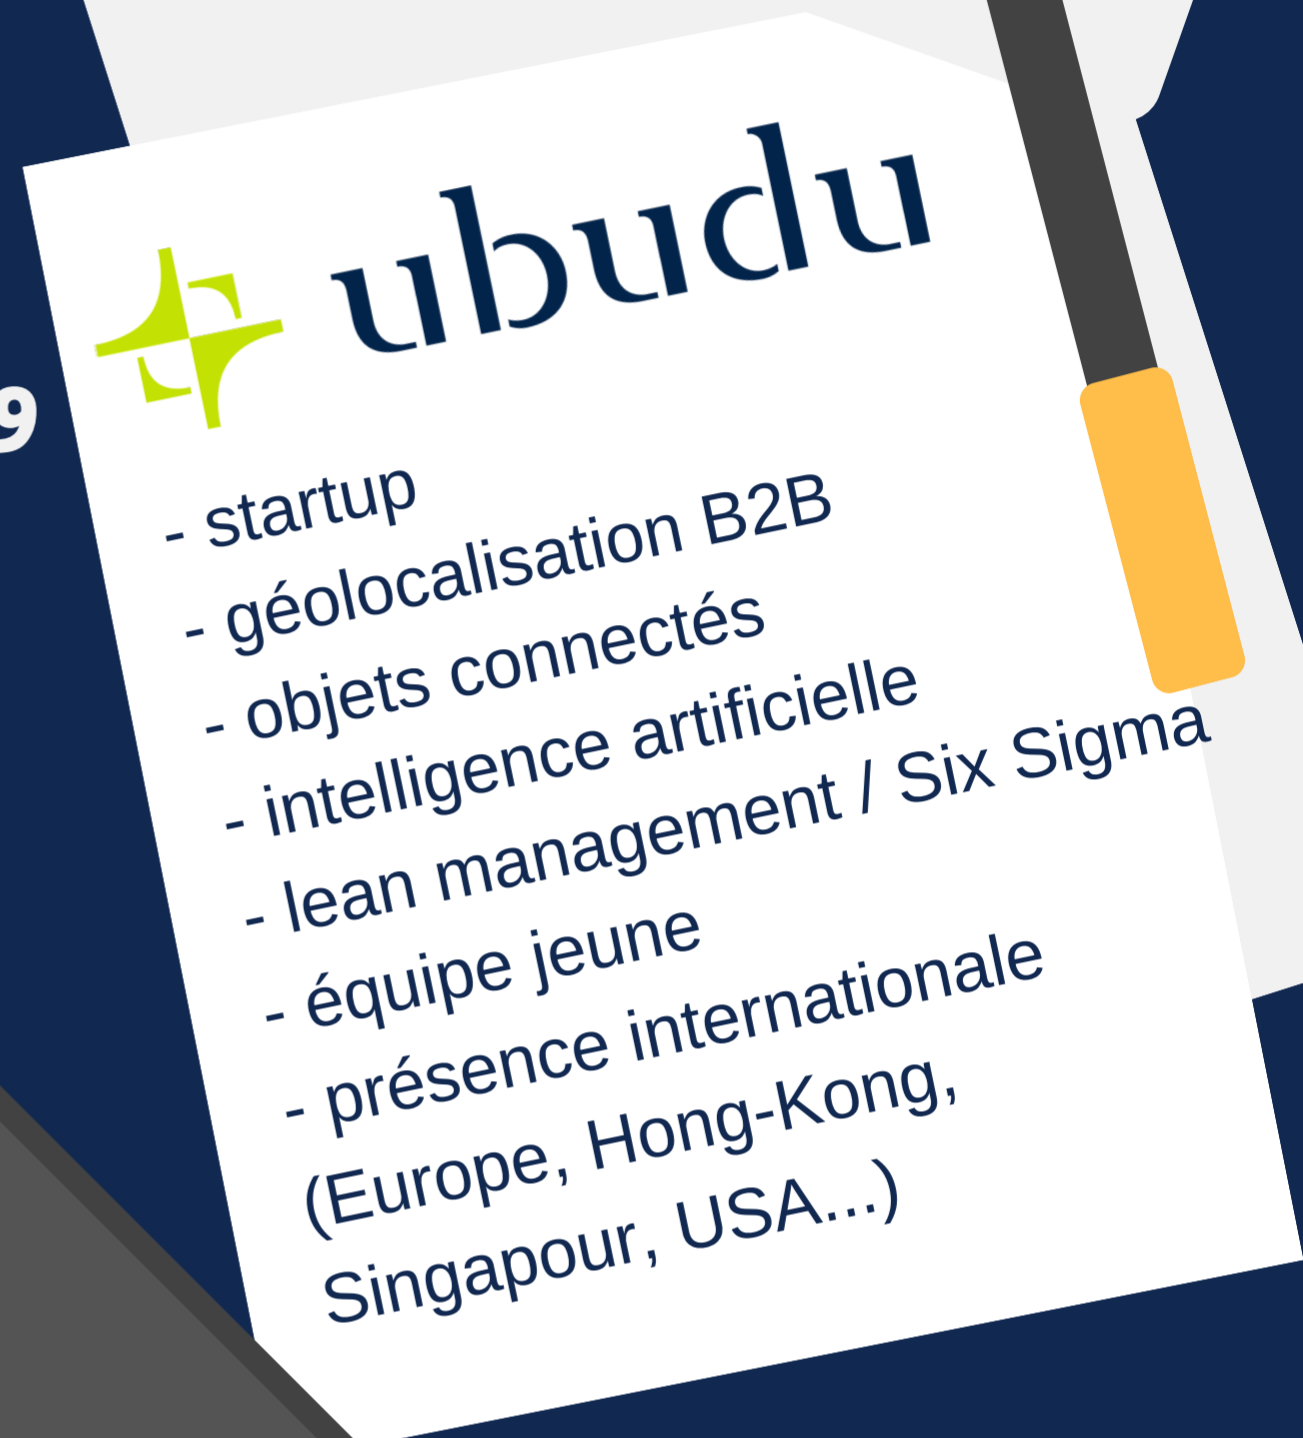 ubudu
9
- startup
- géolocalisation B2B
- objets connectés
- intelligence artificielle
- lean management / Six Sigma
- équipe jeune
- présence internationale
(Europe, Hong-Kong,
Singapour, USA...)